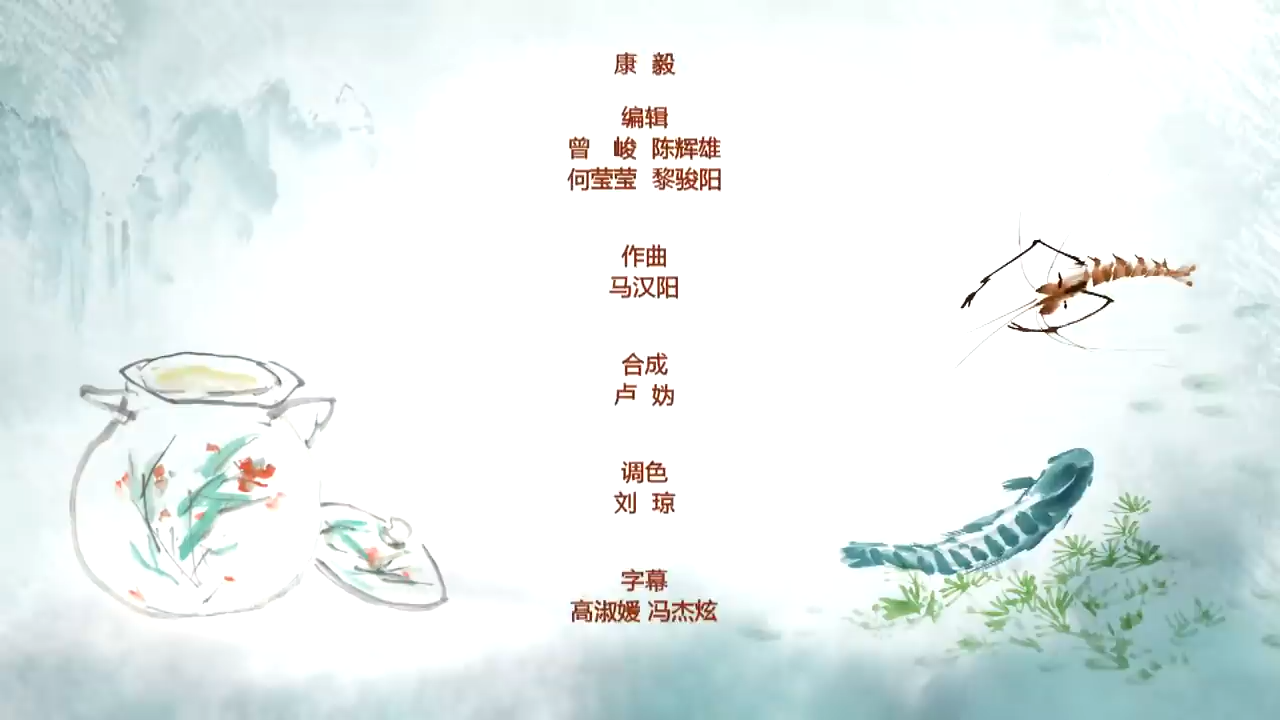 康 毅
编辑
曾 峻 陈辉雄
何莹莹 黎骏阳
作曲
马汉阳
合成
卢 妫
调色
刘 琼
字幕
高淑媛 冯杰炫